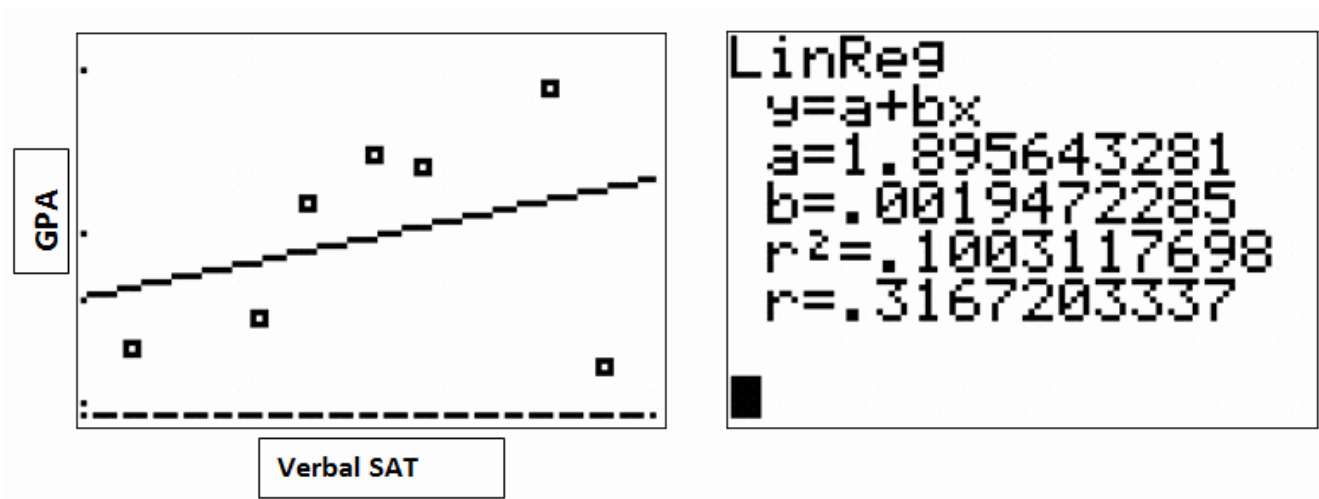 GPA
Verbal SAT
LinReg
y=a+bx
a=1.895643281
b=.0019472285
r²=.1003117698
r=.3167203337